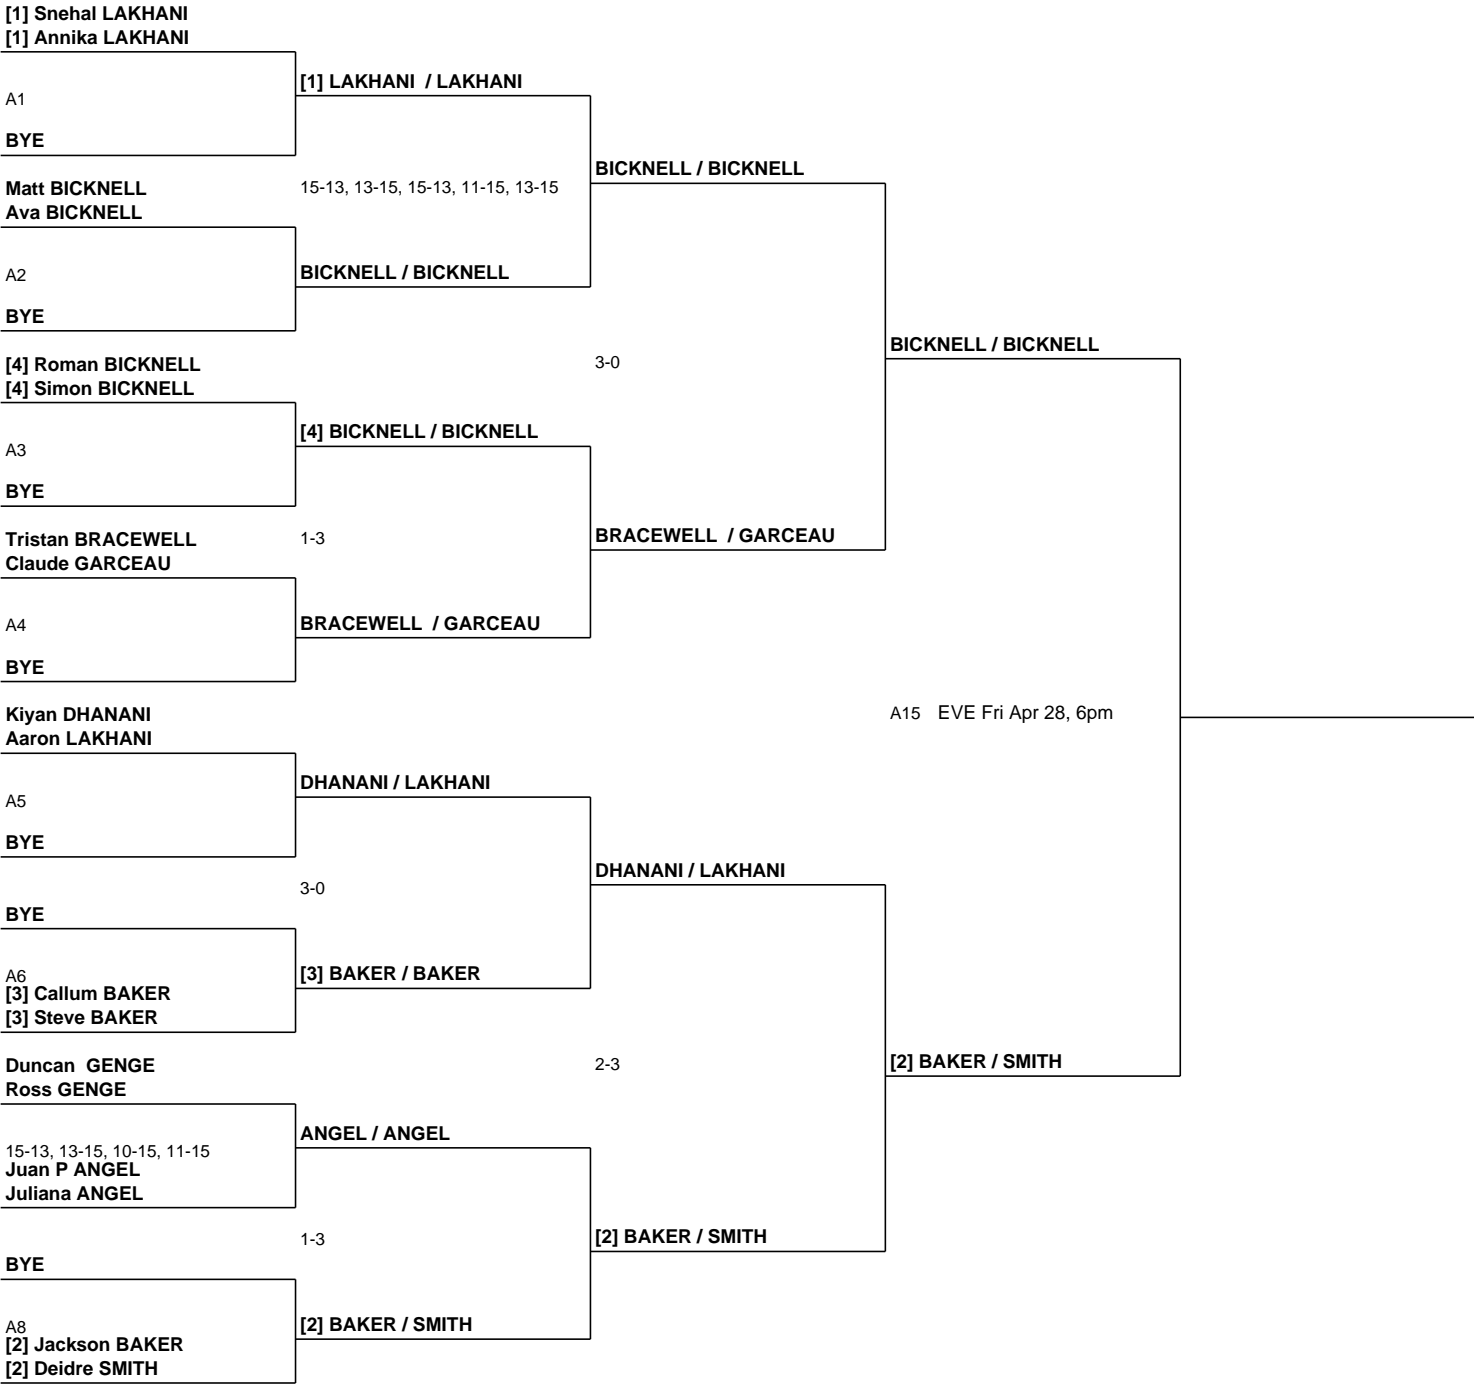 [1] Snehal LAKHANI
[1] Annika LAKHANI
A1
[1] LAKHANI / LAKHANI
BYE
Matt BICKNELL
Ava BICKNELL
15-13, 13-15, 15-13, 11-15, 13-15
BICKNELL / BICKNELL
A2
BICKNELL / BICKNELL
BYE
[4] Roman BICKNELL
[4] Simon BICKNELL
3-0
BICKNELL / BICKNELL
A3
[4] BICKNELL / BICKNELL
BYE
Tristan BRACEWELL
Claude GARCEAU
1-3
BRACEWELL / GARCEAU
A4
BRACEWELL / GARCEAU
BYE
Kiyan DHANANI
Aaron LAKHANI
A15 EVE Fri Apr 28, 6pm
A5
DHANANI / LAKHANI
BYE
3-0
DHANANI / LAKHANI
BYE
A6
[3] BAKER / BAKER
[3] Callum BAKER
[3] Steve BAKER
Duncan GENGE
Ross GENGE
2-3
[2] BAKER / SMITH
15-13, 13-15, 10-15, 11-15
ANGEL / ANGEL
Juan P ANGEL
Juliana ANGEL
1-3
[2] BAKER / SMITH
BYE
A8
[2] BAKER / SMITH
[2] Jackson BAKER
[2] Deidre SMITH